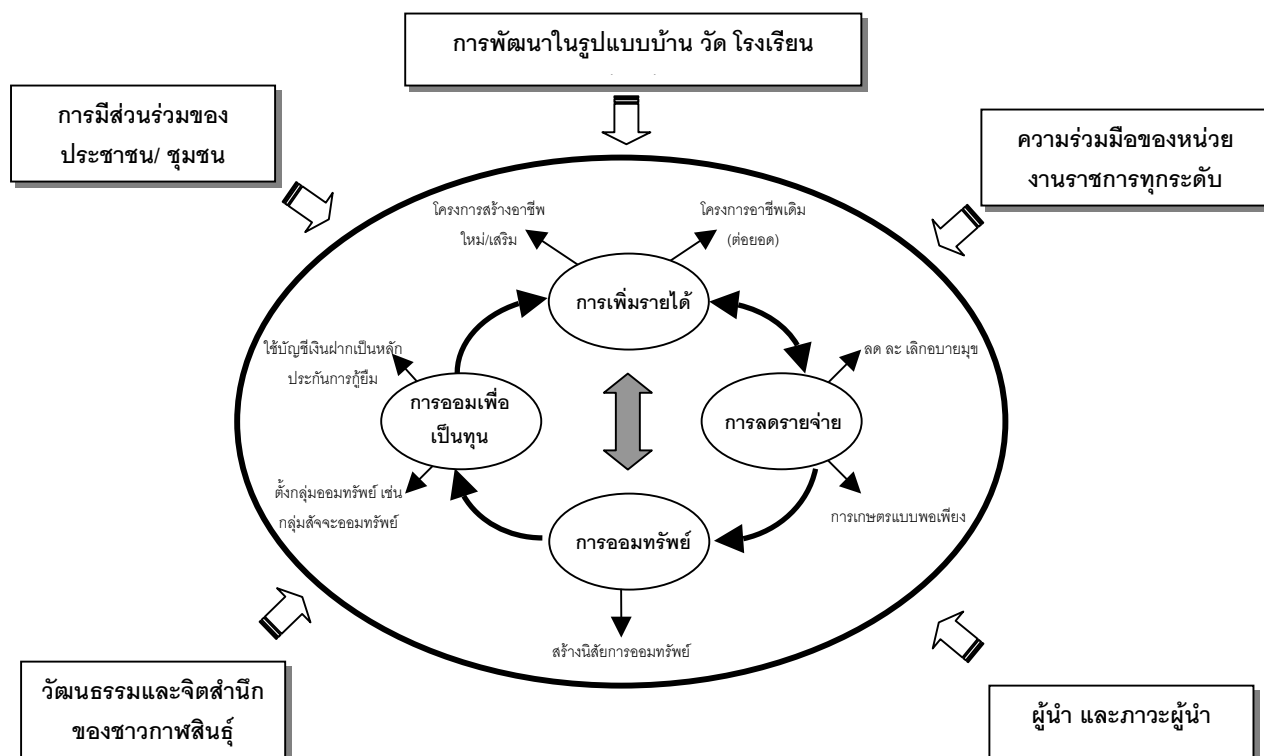 การพัฒนาในรูปแบบบ้าน วัด โรงเรียน
การมีส่วนร่วมของ
ประชาชน/ ชุมชน
ความร่วมมือของหน่วย
งานราชการทุกระดับ
โครงการสร้างอาชีพ
ใหม่/เสริม
โครงการอาชีพเดิม
(ต่อยอด)
การเพิ่มรายได้
ใช้บัญชีเงินฝากเป็นหลัก
ประกันการกู้ยืม
ลด ละ เลิกอบายมุข
การออมเพื่อ
เป็นทุน
การลดรายจ่าย
ตั้งกลุ่มออมทรัพย์ เช่น
กลุ่มสัจจะออมทรัพย์
การเกษตรแบบพอเพียง
การออมทรัพย์
สร้างนิสัยการออมทรัพย์
วัฒนธรรมและจิตสำนึก
ของชาวกาฬสินธุ์
ผู้นำ และภาวะผู้นำ